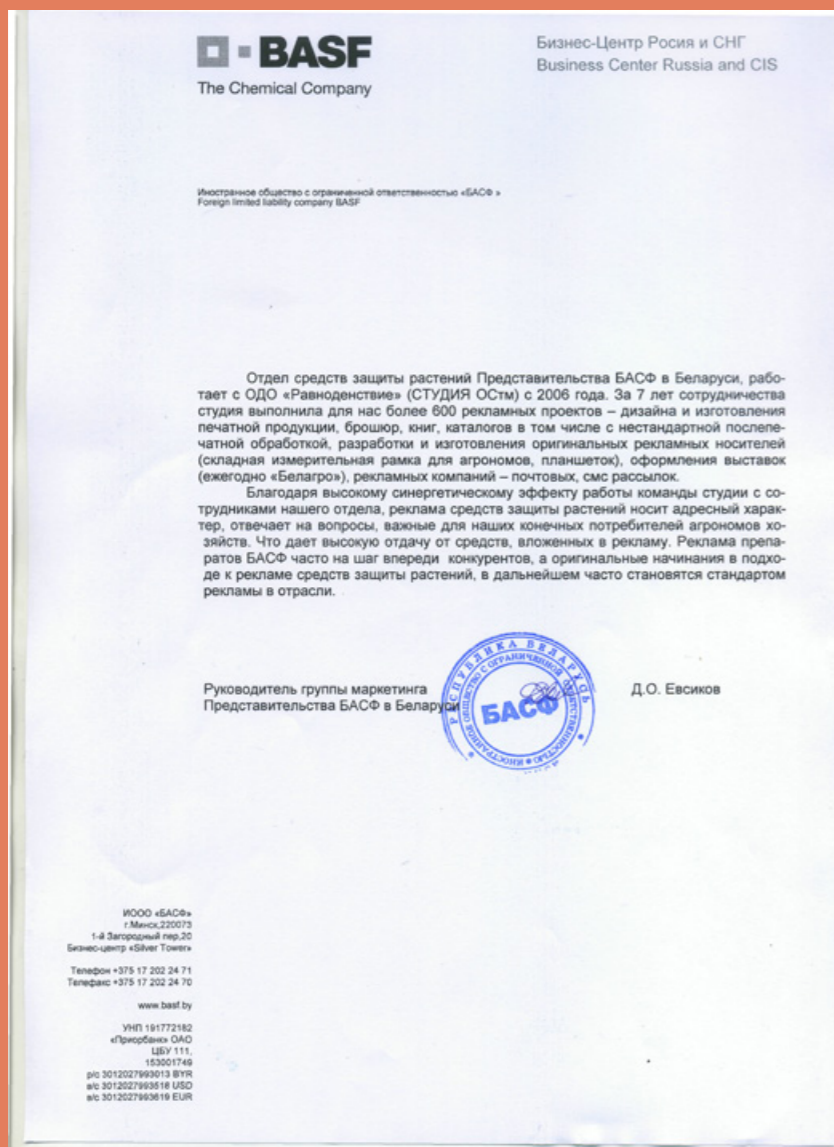 BASF
The Chemical Company
Бизнес-Центр Росия и СНГ
Business Center Russia and CIS
Иностранное общество с ограниченной ответственностью «БАСФ »
Foreign limited liability company BASF
Отдел средств защиты растений Представительства БАСФ в Беларуси, рабо-
тает с ОДО «Равноденствие» (СТУДИЯ ОСтм) с 2006 года. За 7 лет сотрудничества
студия выполнила для нас более 600 рекламных проектов – дизайна и изготовления
печатной продукции, брошюр, книг, каталогов в том числе с нестандартной послепе-
чатной обработкой, разработки и изготовления оригинальных рекламных носителей
(складная измерительная рамка для агрономов, планшеток), оформления выставок
(ежегодно «Белагро»), рекламных компаний – почтовых, смс рассылок.
Благодаря высокому синергетическому эффекту работы команды студии с со-
трудниками нашего отдела, реклама средств защиты растений носит адресный харак-
тер, отвечает на вопросы, важные для наших конечных потребителей агрономов хо-
зяйств. Что дает высокую отдачу от средств, вложенных в рекламу. Реклама препа-
ратов БАСФ часто на шаг впереди конкурентов, а оригинальные начинания в подхо-
де к рекламе средств защиты растений, в дальнейшем часто становятся стандартом
рекламы в отрасли.
Руководитель группы маркетинга
Представительства БАСФ в Беларуси
Д.О. Евсиков
РЕСПУБЛИКА БЕЛАРУСЬ
ИНОСТРАННОЕ ОБЩЕСТВО С ОГРАНИЧЕННОЙ ОТВЕТСТВЕННОСТЬЮ
БАСФ
ИООО «БАСФ»
г.Минск,220073
1-й Загородный пер,20
Бизнес-центр «Silver Tower»
Телефон +375 17 202 24 71
Телефакс +375 17 202 24 70
www.basf.by
УНП 191772182
«Приорбанк» ОАО
ЦБУ 111,
153001749
р/с 3012027993013 BYR
в/с 3012027993518 USD
в/с 3012027993619 EUR